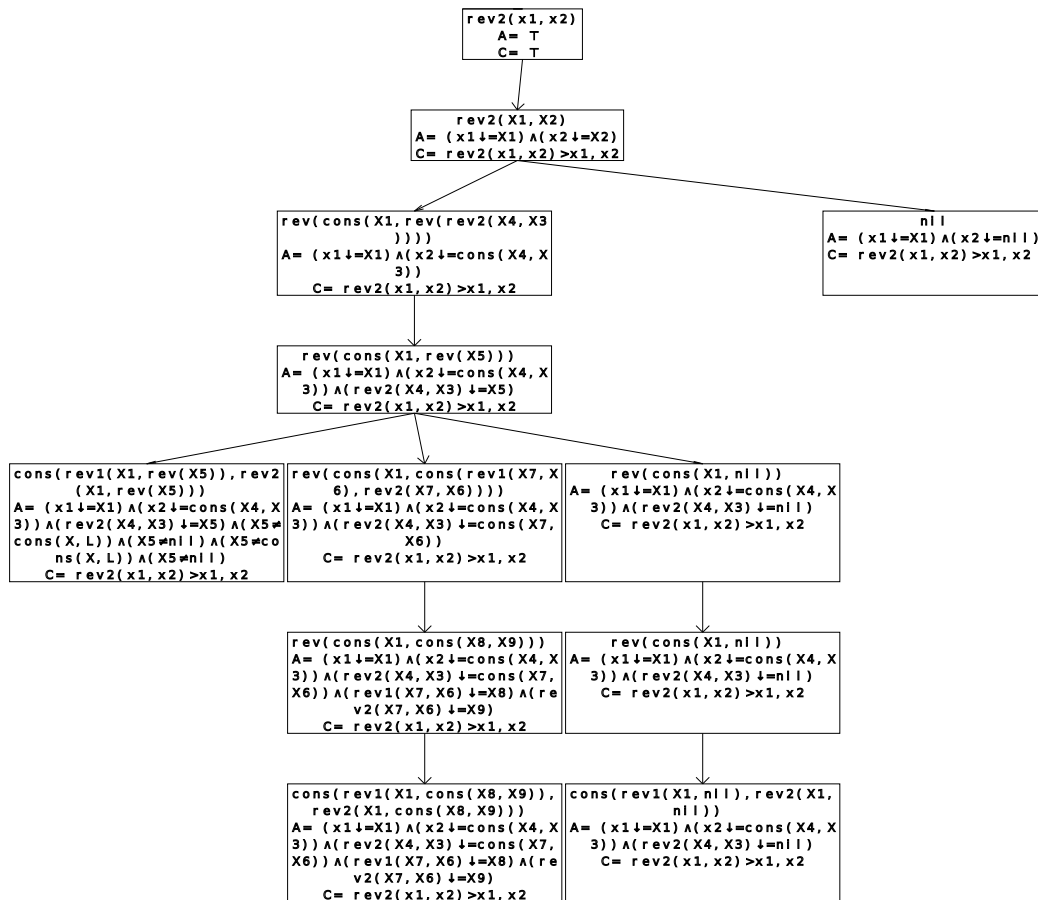 rev2(x1,x2)
A= ⊤
C= ⊤
rev2(X1,X2)
A= (x1↓=X1)∧(x2↓=X2)
C= rev2(x1,x2)>x1,x2
rev(cons(X1,rev(rev2(X4,X3
))))
A= (x1↓=X1)∧(x2↓=cons(X4,X
3))
C= rev2(x1,x2)>x1,x2
nil
A= (x1↓=X1)∧(x2↓=nil)
C= rev2(x1,x2)>x1,x2
rev(cons(X1,rev(X5)))
A= (x1↓=X1)∧(x2↓=cons(X4,X
3))∧(rev2(X4,X3)↓=X5)
C= rev2(x1,x2)>x1,x2
cons(rev1(X1,rev(X5)),rev2
(X1,rev(X5)))
A= (x1↓=X1)∧(x2↓=cons(X4,X
3))∧(rev2(X4,X3)↓=X5)∧(X5≠
cons(X,L))∧(X5≠nil)∧(X5≠co
ns(X,L))∧(X5≠nil)
C= rev2(x1,x2)>x1,x2
rev(cons(X1,cons(rev1(X7,X
6),rev2(X7,X6))))
A= (x1↓=X1)∧(x2↓=cons(X4,X
3))∧(rev2(X4,X3)↓=cons(X7,
X6))
C= rev2(x1,x2)>x1,x2
rev(cons(X1,nil))
A= (x1↓=X1)∧(x2↓=cons(X4,X
3))∧(rev2(X4,X3)↓=nil)
C= rev2(x1,x2)>x1,x2
rev(cons(X1,cons(X8,X9)))
A= (x1↓=X1)∧(x2↓=cons(X4,X
3))∧(rev2(X4,X3)↓=cons(X7,
X6))∧(rev1(X7,X6)↓=X8)∧(re
v2(X7,X6)↓=X9)
C= rev2(x1,x2)>x1,x2
rev(cons(X1,nil))
A= (x1↓=X1)∧(x2↓=cons(X4,X
3))∧(rev2(X4,X3)↓=nil)
C= rev2(x1,x2)>x1,x2
cons(rev1(X1,cons(X8,X9)),
rev2(X1,cons(X8,X9)))
A= (x1↓=X1)∧(x2↓=cons(X4,X
3))∧(rev2(X4,X3)↓=cons(X7,
X6))∧(rev1(X7,X6)↓=X8)∧(re
v2(X7,X6)↓=X9)
C= rev2(x1,x2)>x1,x2
cons(rev1(X1,nil),rev2(X1,
nil))
A= (x1↓=X1)∧(x2↓=cons(X4,X
3))∧(rev2(X4,X3)↓=nil)
C= rev2(x1,x2)>x1,x2